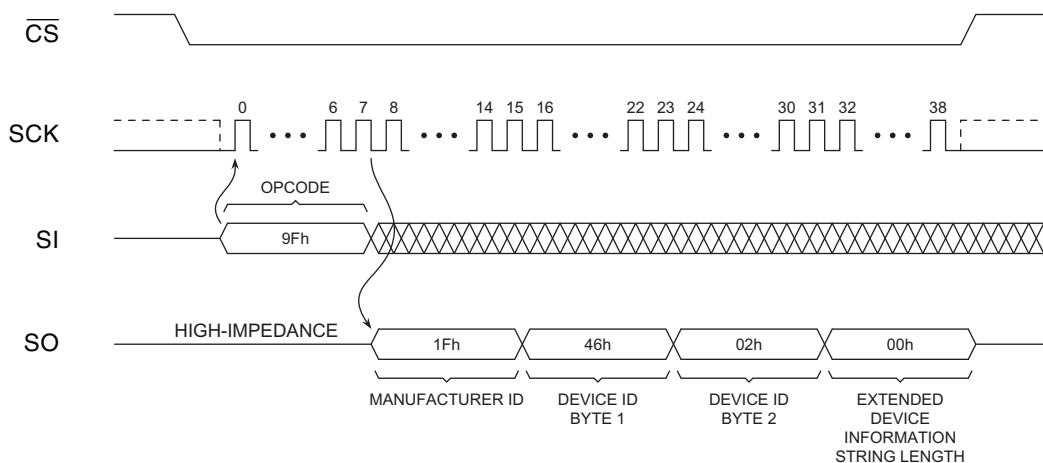 CS
0 6 7 8 14 15 16 22 23 24 30 31 32 38
SCK
OPCODE
SI
9Fh
HIGH-IMPEDANCE
SO
1Fh 46h 02h 00h
MANUFACTURER ID
DEVICE ID
BYTE 1
DEVICE ID
BYTE 2
EXTENDED
DEVICE
INFORMATION
STRING LENGTH